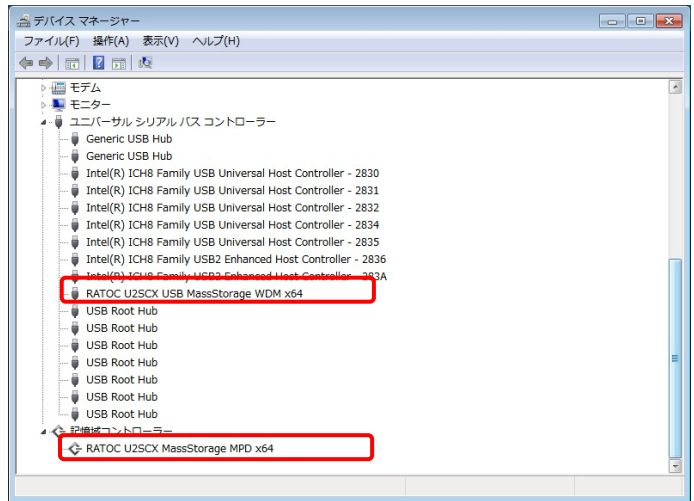 デバイス マネージャー
ファイル(F) 操作(A) 表示(V) ヘルプ(H)
モデム
モニター
ユニバーサル シリアル バス コントローラー
Generic USB Hub
Generic USB Hub
Intel(R) ICH8 Family USB Universal Host Controller - 2830
Intel(R) ICH8 Family USB Universal Host Controller - 2831
Intel(R) ICH8 Family USB Universal Host Controller - 2832
Intel(R) ICH8 Family USB Universal Host Controller - 2834
Intel(R) ICH8 Family USB Universal Host Controller - 2835
Intel(R) ICH8 Family USB2 Enhanced Host Controller - 2836
Intel(R) ICH8 Family USB2 Enhanced Host Controller - 283A
RATOC U2SCX USB MassStorage WDM x64
USB Root Hub
USB Root Hub
USB Root Hub
USB Root Hub
USB Root Hub
USB Root Hub
USB Root Hub
記憶域コントローラー
RATOC U2SCX MassStorage MPD x64